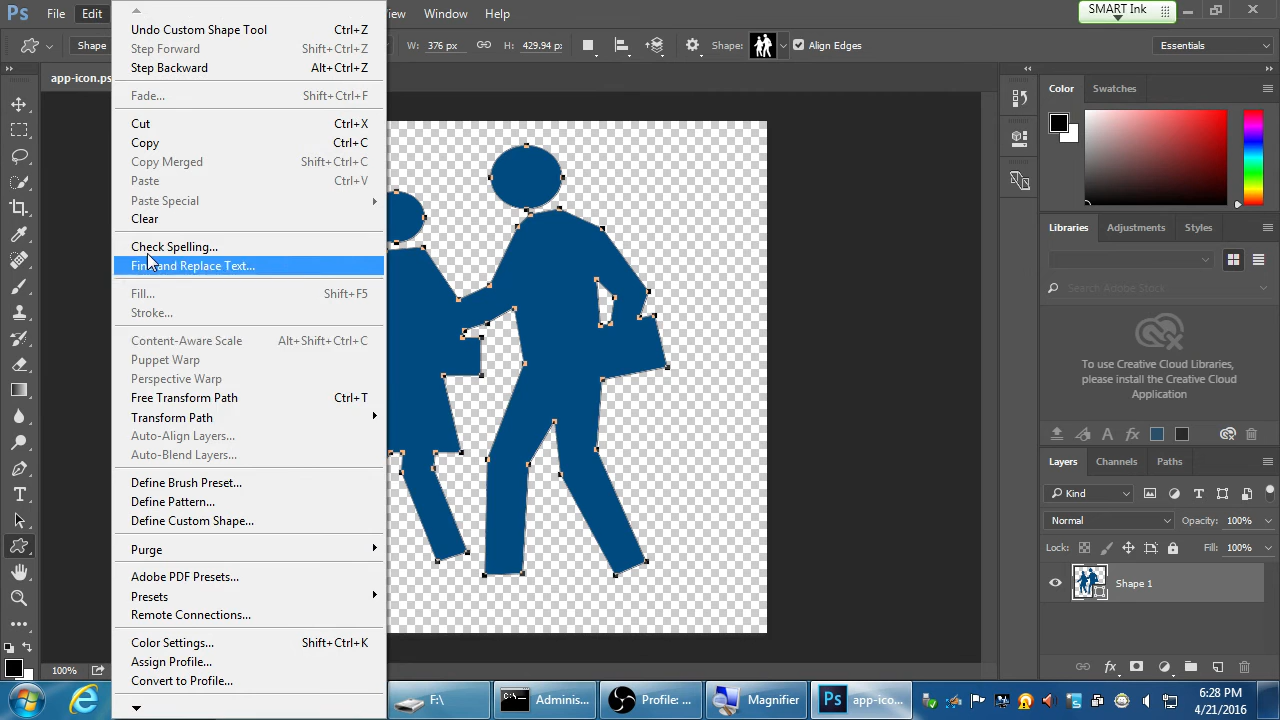 Ps File Edit iew Window Help
SMART Ink
Shape W: 376 px H: 429.94 p Shape: Align Edges Essentials
app-icon.ps
Undo Custom Shape Tool Ctrl+Z
Step Forward Shift+Ctrl+Z
Step Backward Alt+Ctrl+Z
Fade... Shift+Ctrl+F
Cut Ctrl+X
Copy Ctrl+C
Copy Merged Shift+Ctrl+C
Paste Ctrl+V
Paste Special
Clear
Check Spelling...
Find and Replace Text...
Fill... Shift+F5
Stroke...
Content-Aware Scale Alt+Shift+Ctrl+C
Puppet Warp
Perspective Warp
Free Transform Path Ctrl+T
Transform Path
Auto-Align Layers...
Auto-Blend Layers...
Define Brush Preset...
Define Pattern...
Define Custom Shape...
Purge
Adobe PDF Presets...
Presets
Remote Connections...
Color Settings... Shift+Ctrl+K
Assign Profile...
Convert to Profile...
Color Swatches
Libraries Adjustments Styles
Search Adobe Stock
To use Creative Cloud Libraries,
please install the Creative Cloud
Application
Layers Channels Paths
Kind
Normal Opacity: 100%
Lock: Fill: 100%
Shape 1
100%
F:\ Adminis... Profile: ... Magnifier Ps app-ico...
6:28 PM
4/21/2016